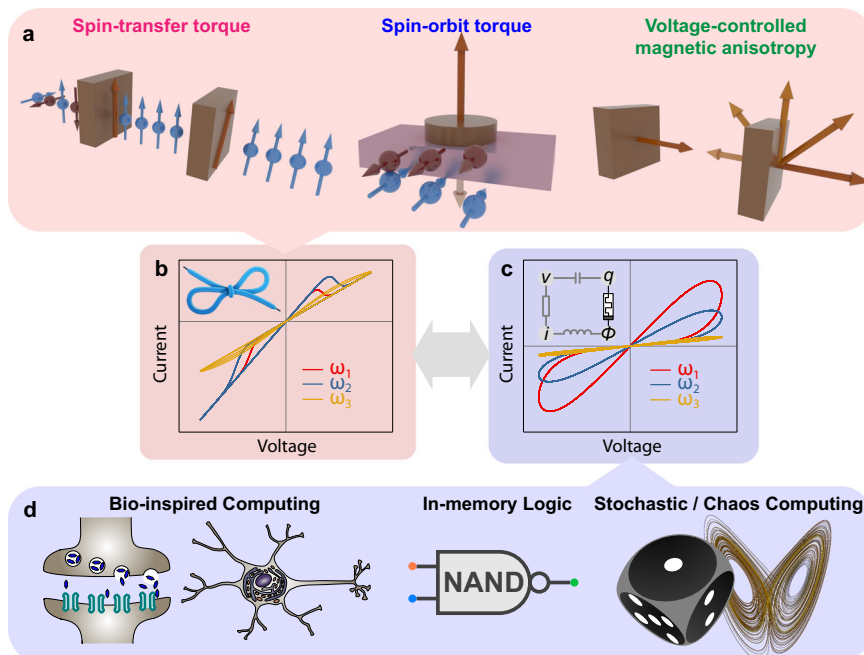 a
Spin-transfer torque
Spin-orbit torque
Voltage-controlled
magnetic anisotropy
b
Current
Voltage
ω1
ω2
ω3
c
v
q
i
Φ
Current
Voltage
ω1
ω2
ω3
d
Bio-inspired Computing
In-memory Logic
Stochastic / Chaos Computing
NAND